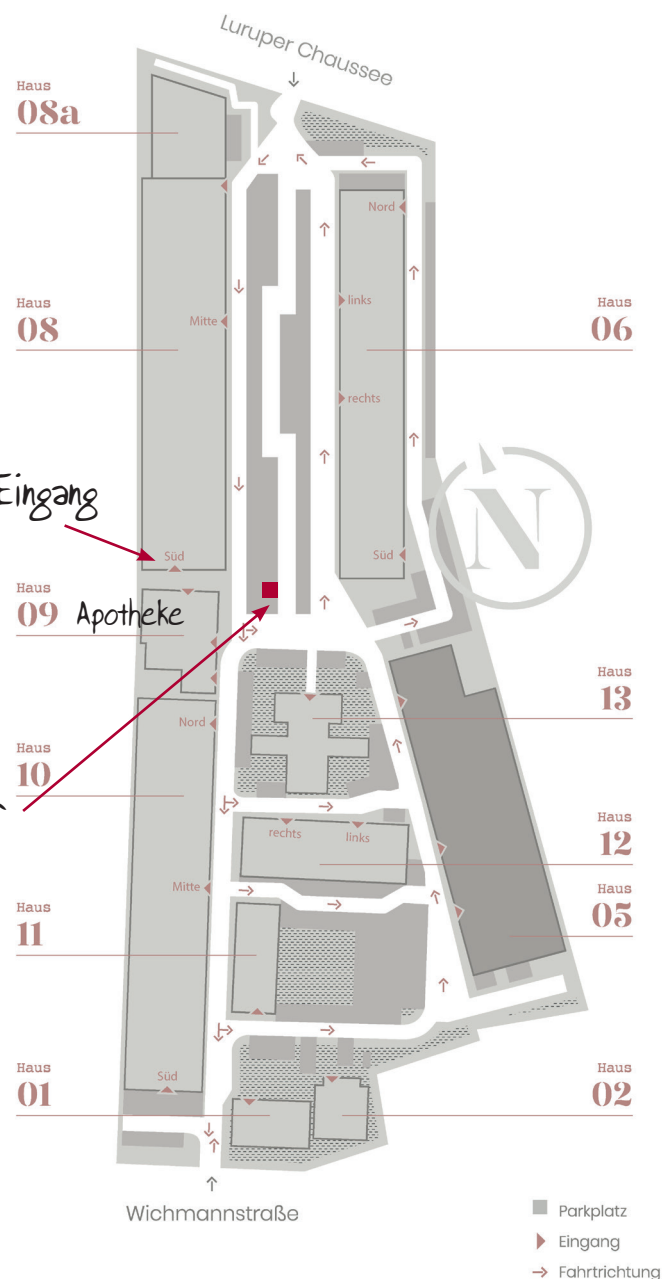 Luruper Chaussee
Haus
08a
Nord
Haus
08
Mitte
links
Haus
06
rechts
Eingang
Süd
Süd
N
Haus
09 Apotheke
Haus
13
Nord
Haus
10
rechts
links
Haus
12
Mitte
Haus
11
Haus
05
Süd
Haus
01
Haus
02
Wichmannstraße
Parkplatz
Eingang
Fahrtrichtung